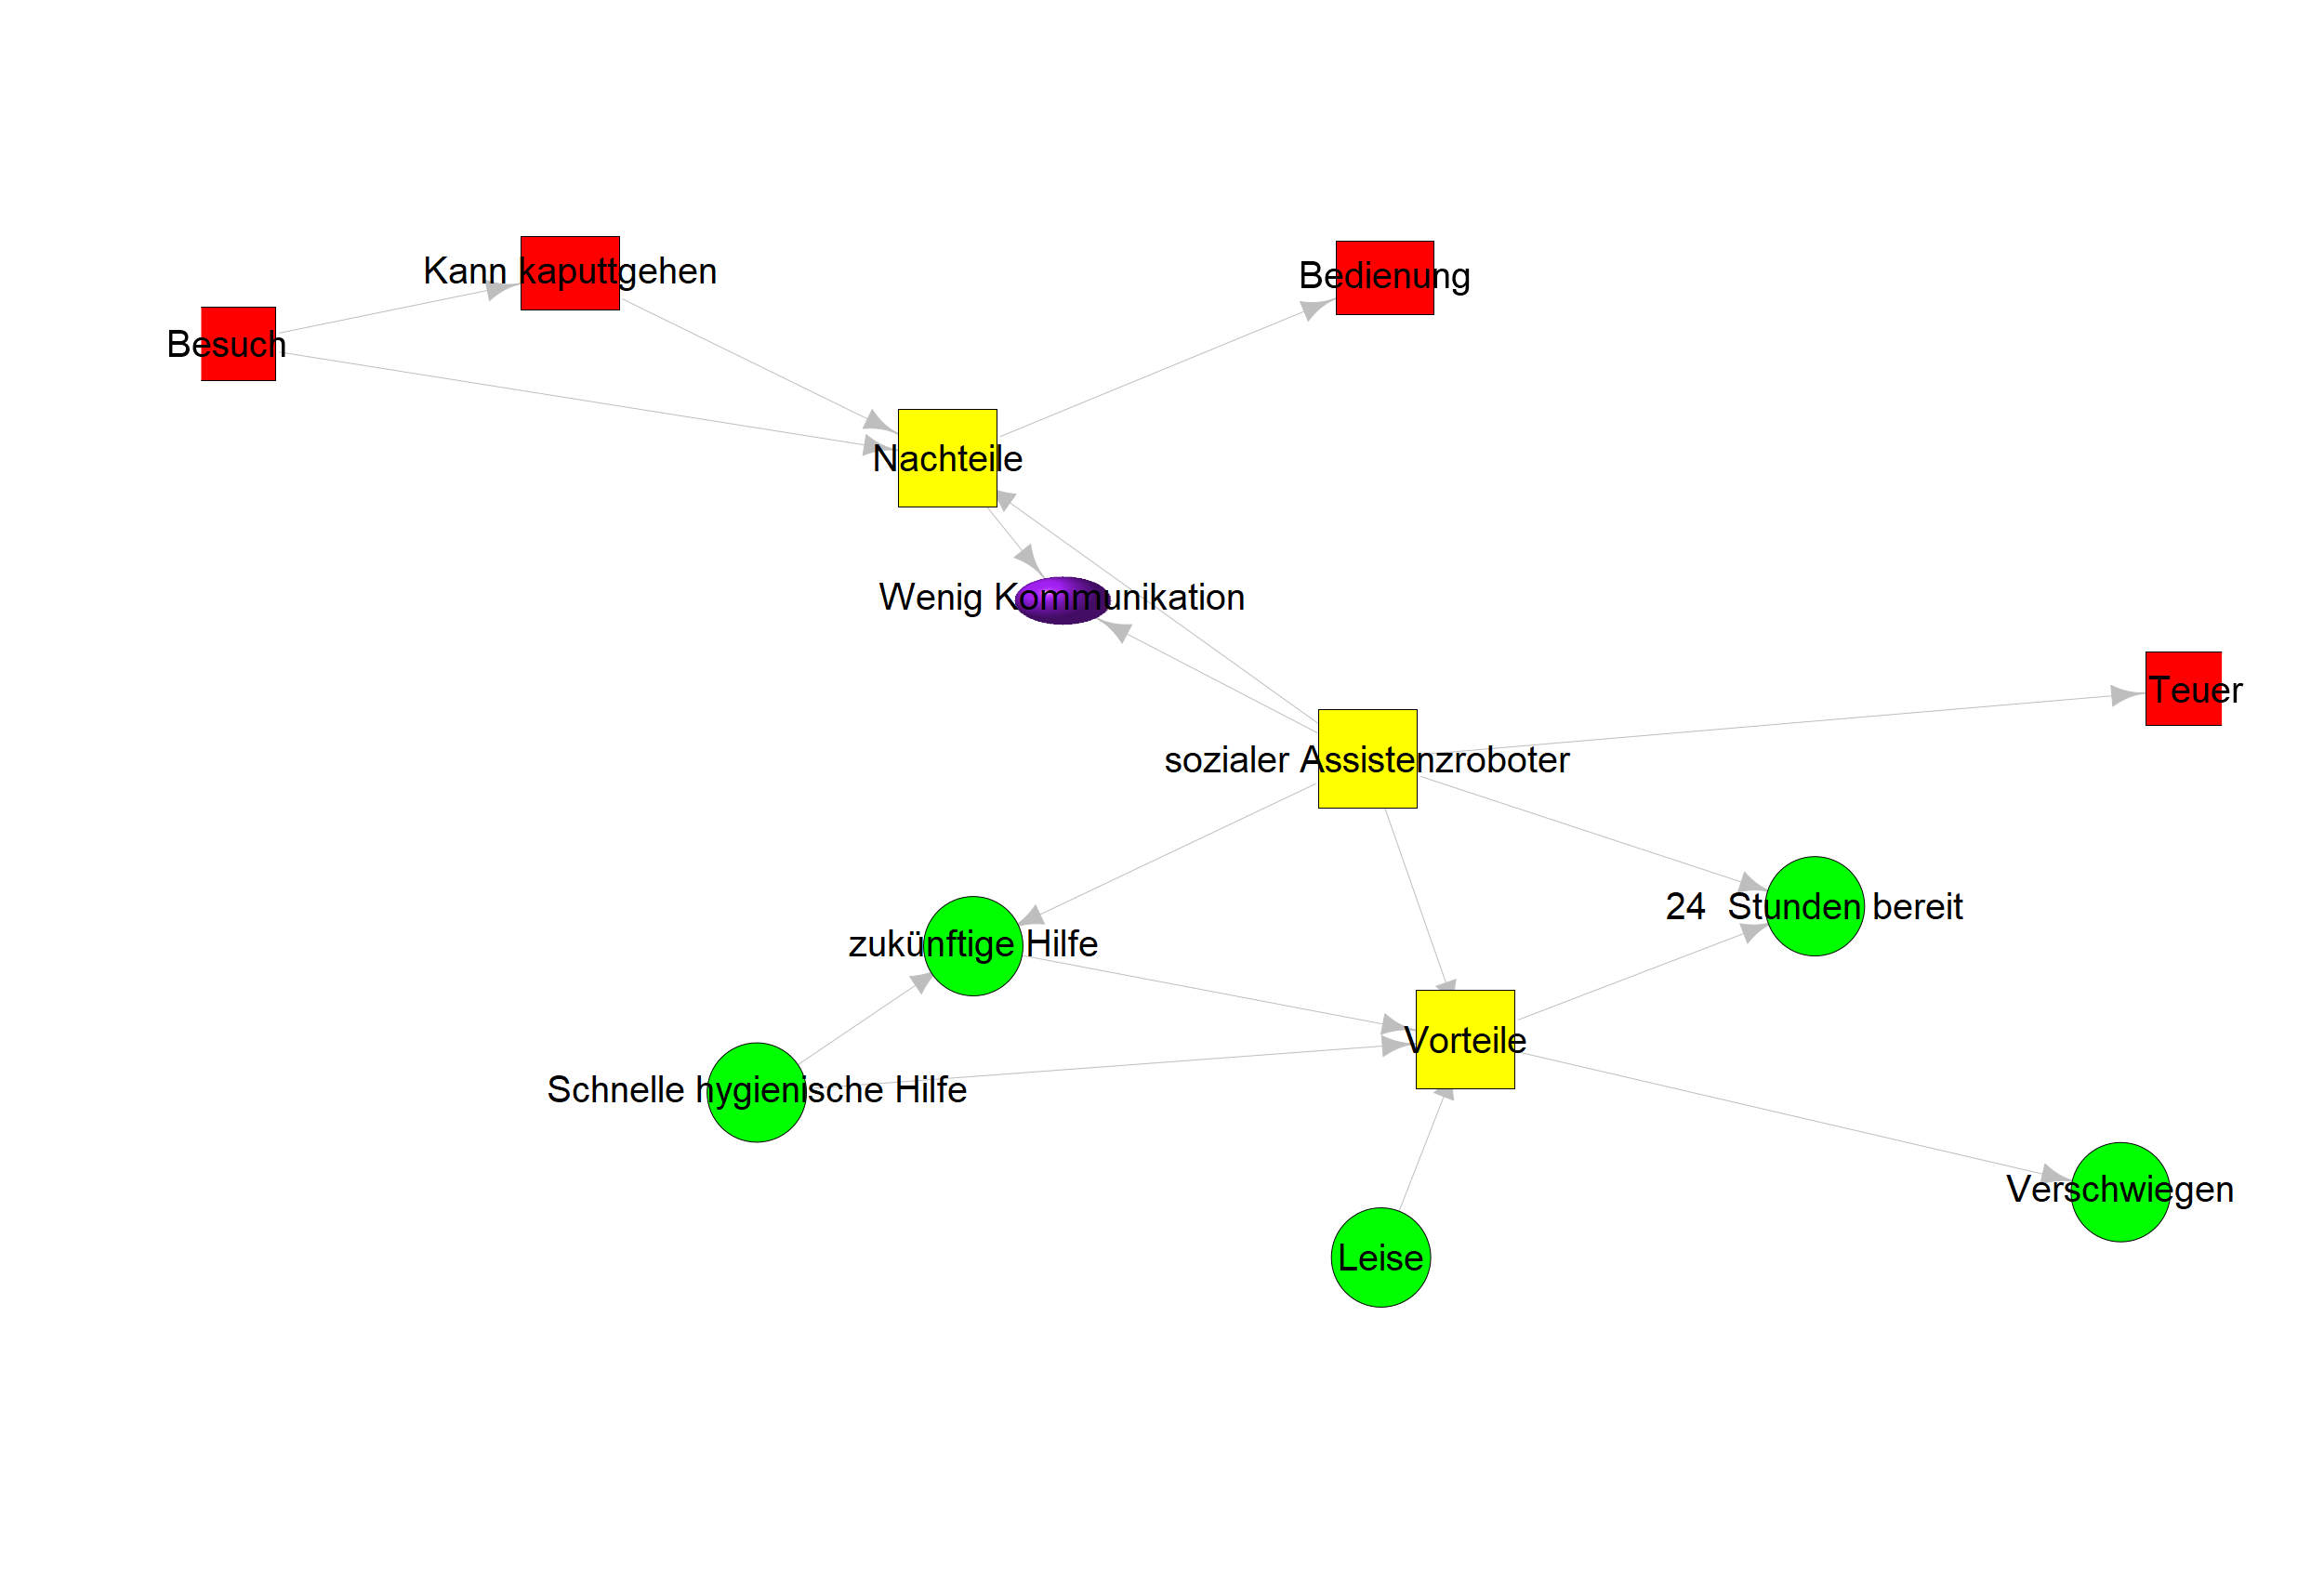 Kann kaputtgehen
Bedienung
Besuch
Nachteile
Wenig Kommunikation
Teuer
sozialer Assistenzroboter
24  Stunden bereit
zukünftige Hilfe
Vorteile
Schnelle hygienische Hilfe
Verschwiegen
Leise